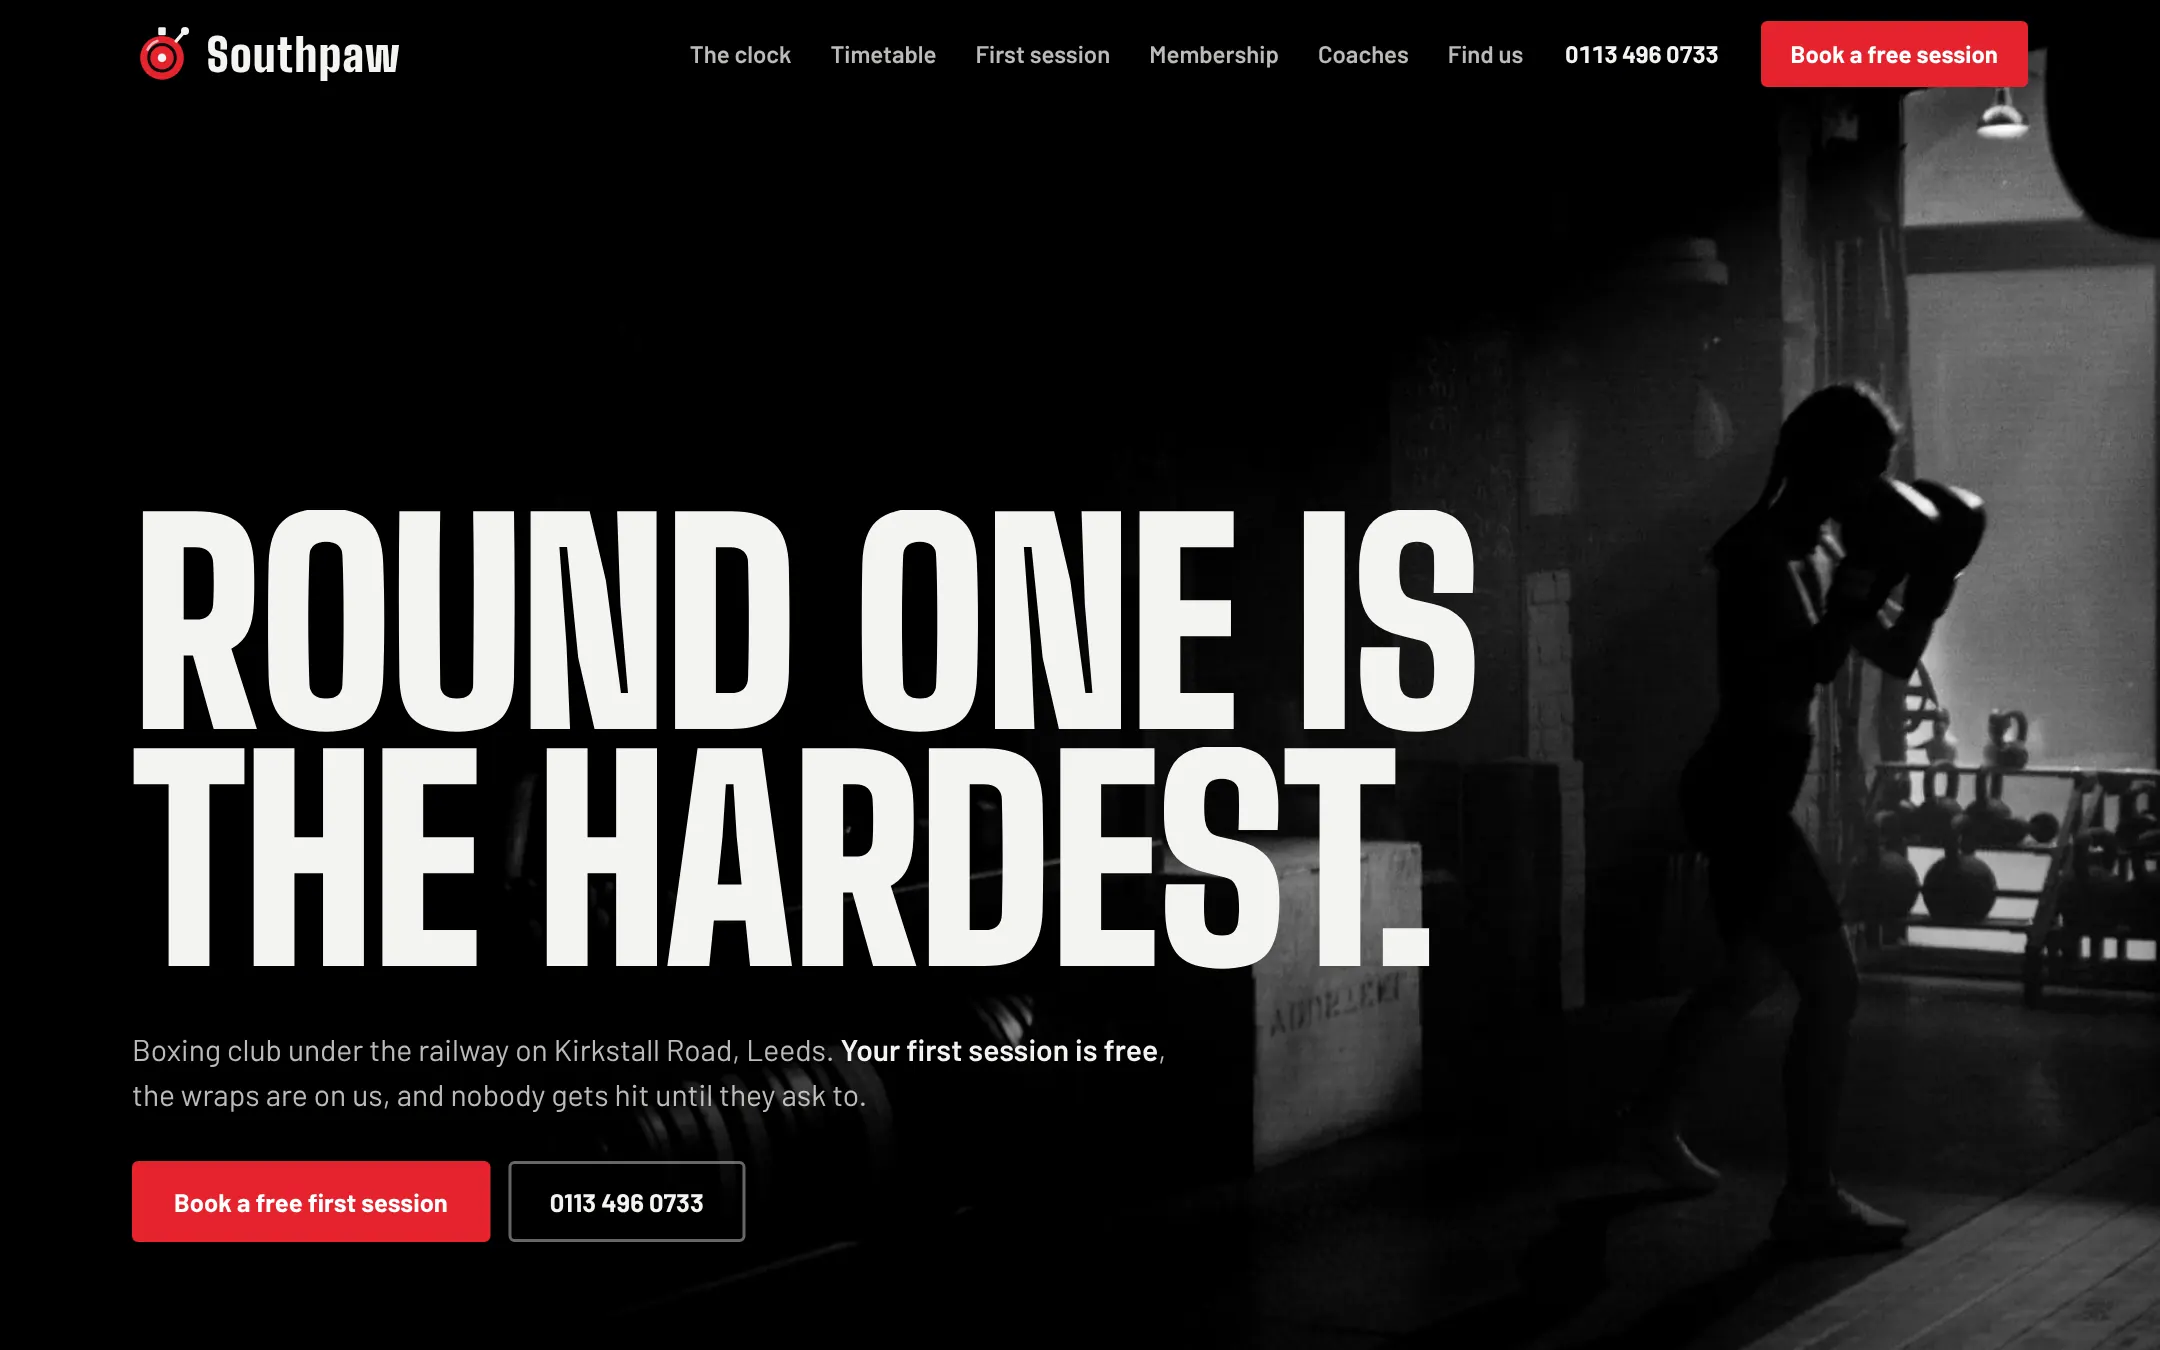 Southpaw
The clock
Timetable
First session
Membership
Coaches
Find us
0113 496 0733
Book a free session
ROUND ONE IS
THE HARDEST.
Boxing club under the railway on Kirkstall Road, Leeds. Your first session is free,
the wraps are on us, and nobody gets hit until they ask to.
Book a free first session
0113 496 0733